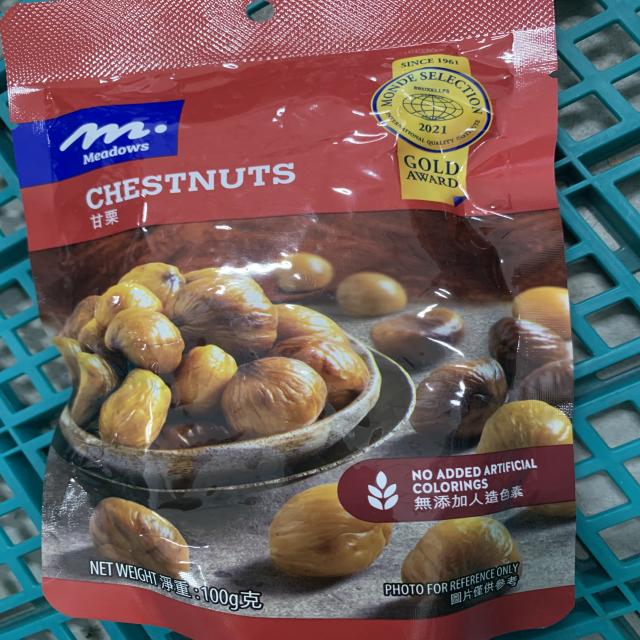 m.
Meadows
CHESTNUTS
甘栗
SINCE 1961
MONDE SELECTION
BRUXELLES
2021
INTERNATIONAL QUALITY
GOLD
AWARD
NO ADDED ARTIFICIAL
COLORINGS
無添加人造色素
NET WEIGHT 淨重:100g克
PHOTO FOR REFERENCE ONLY
圖片僅供參考